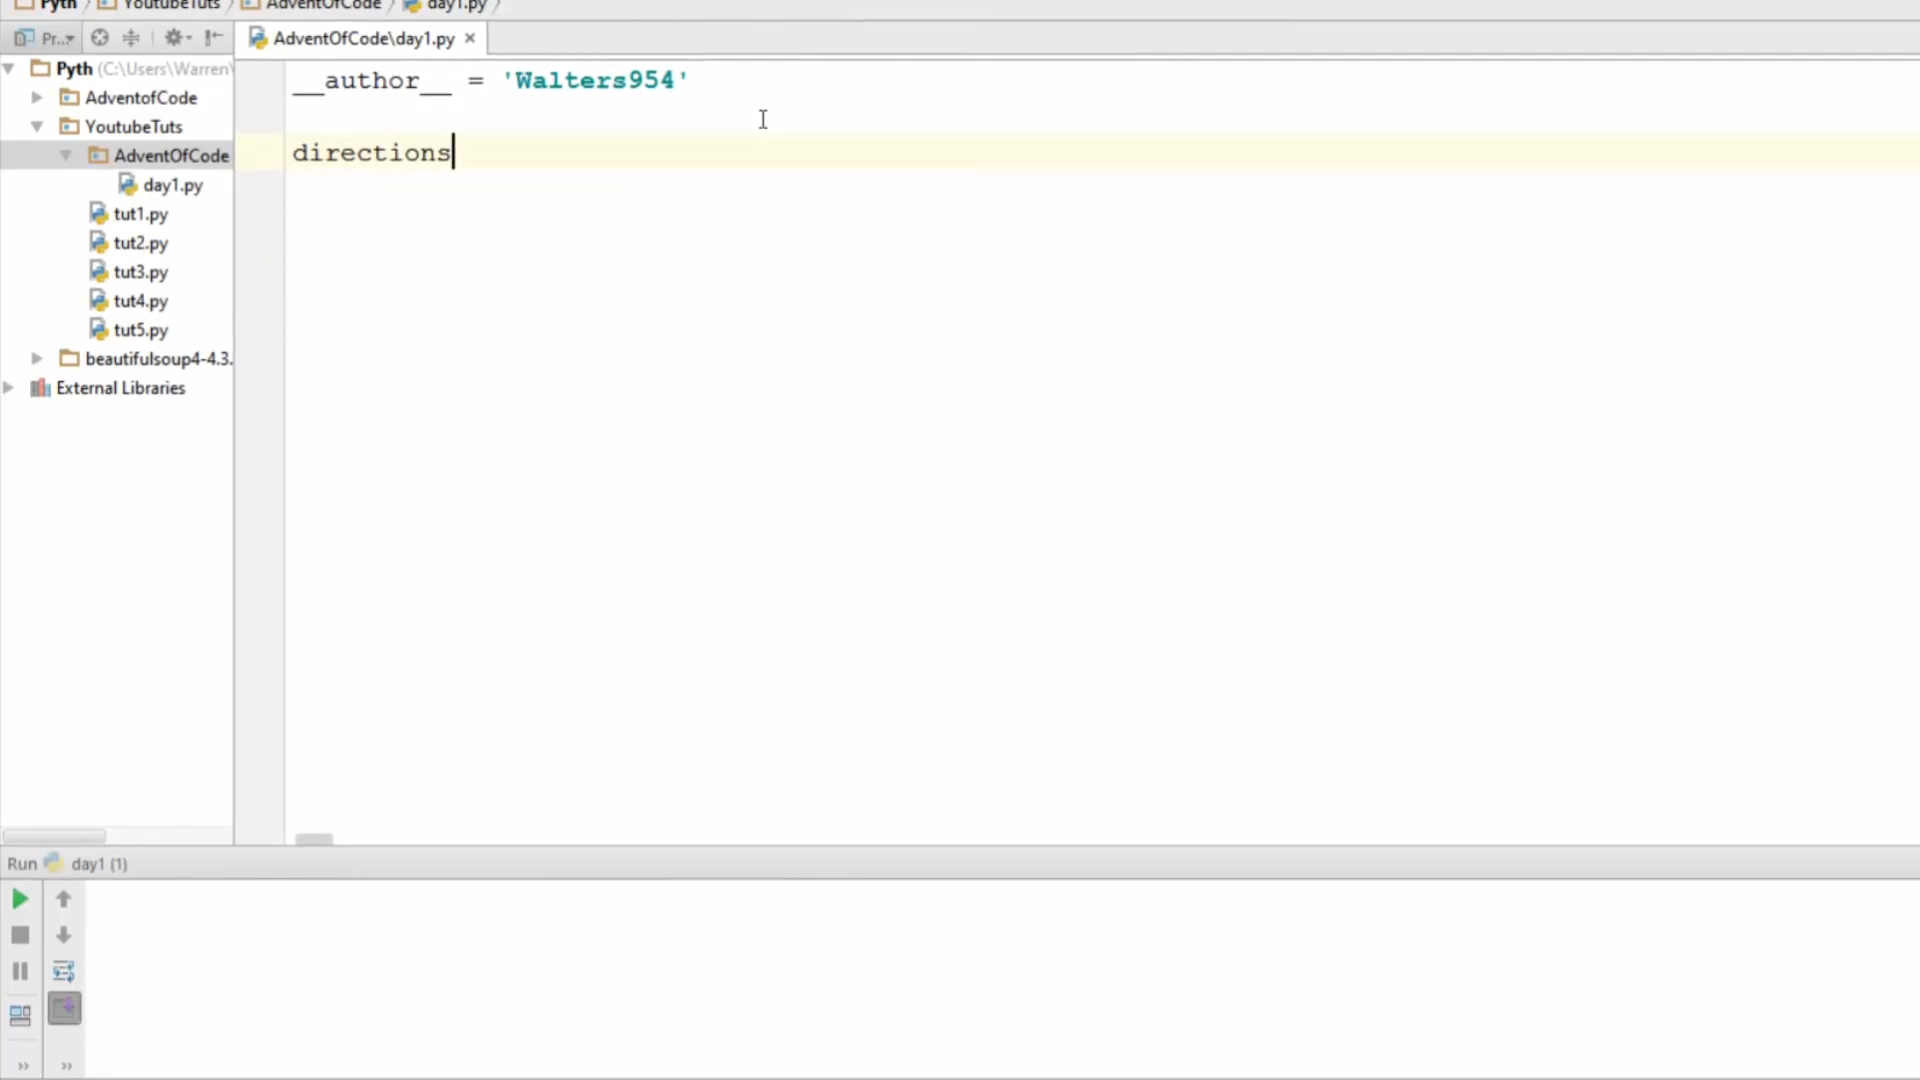 Pyth YoutubeTuts AdventOfCode day1.py
Pr... AdventOfCode\day1.py
Pyth (C:\Users\Warren\
AdventofCode
YoutubeTuts
AdventOfCode
day1.py
tut1.py
tut2.py
tut3.py
tut4.py
tut5.py
beautifulsoup4-4.3.
External Libraries
__author__ = 'Walters954'
directions
Run day1 (1)